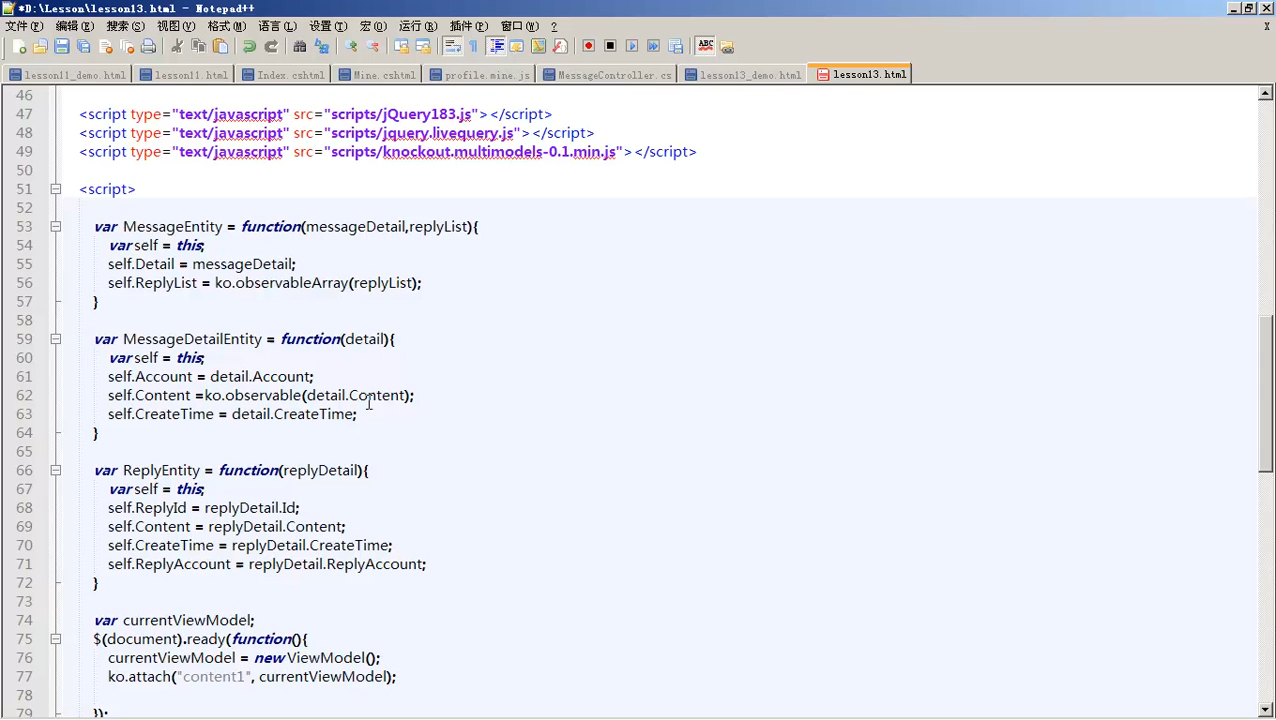 *D:\Lesson\lesson13.html - Notepad++
文件(F) 编辑(E) 搜索(S) 视图(V) 格式(M) 语言(L) 设置(T) 宏(O) 运行(R) 插件(P) 窗口(W) ?
X
ABC
lesson11_demo.html lesson11.html Index.cshtml Mine.cshtml profile.mine.js MessageController.cs lesson13_demo.html lesson13.html
46
47 <script type="text/javascript" src="scripts/jQuery183.js"></script>
48 <script type="text/javascript" src="scripts/jquery.livequery.js"></script>
49 <script type="text/javascript" src="scripts/knockout.multimodels-0.1.min.js"></script>
50
51 <script>
52
53 var MessageEntity = function(messageDetail,replyList){
54 var self = this;
55 self.Detail = messageDetail;
56 self.ReplyList = ko.observableArray(replyList);
57 }
58
59 var MessageDetailEntity = function(detail){
60 var self = this;
61 self.Account = detail.Account;
62 self.Content =ko.observable(detail.Content);
63 self.CreateTime = detail.CreateTime;
64 }
65
66 var ReplyEntity = function(replyDetail){
67 var self = this;
68 self.ReplyId = replyDetail.Id;
69 self.Content = replyDetail.Content;
70 self.CreateTime = replyDetail.CreateTime;
71 self.ReplyAccount = replyDetail.ReplyAccount;
72 }
73
74 var currentViewModel;
75 $(document).ready(function(){
76 currentViewModel = new ViewModel();
77 ko.attach("content1", currentViewModel);
78
79 });